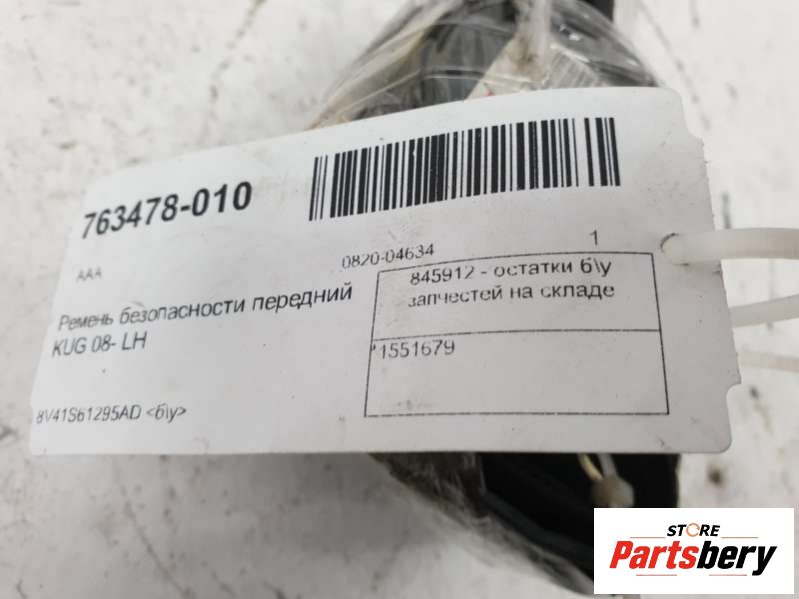 763478-010
0820-04634 1
AAA
Ремень безопасности передний
KUG 08- LH
8V41S61295AD <б\у>
845912 - остатки б\у
запчестей на складе
*1551679
STORE
Partsbery